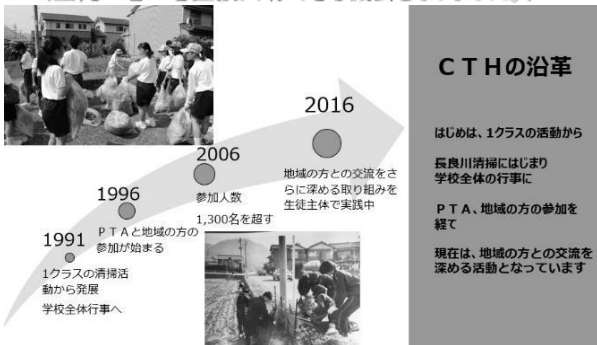 2016
2006
地域の方との交流をさ
らに深める取り組みを
生徒主体で実践中
1996
参加人数
1,300名を超す
ＰＴＡと地域の方の
参加が始まる
1991
1クラスの清掃活
動から発展
学校全体行事へ
ＣＴＨの沿革
はじめは、1クラスの活動から
長良川清掃にはじまり
学校全体の行事に
ＰＴＡ、地域の方の参加を
経て
現在は、地域の方との交流を
深める活動となっています